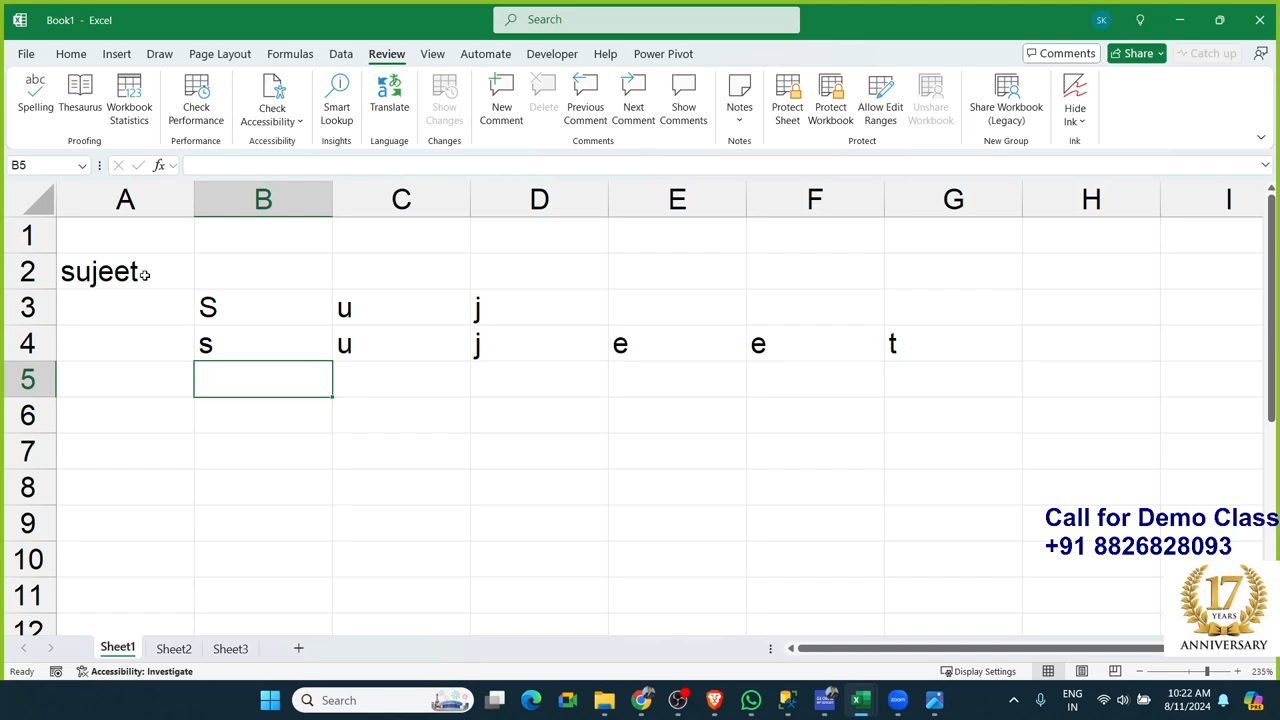 Book1 - Excel
Search
SK
File Home Insert Draw Page Layout Formulas Data Review View Automate Developer Help Power Pivot
Comments Share Catch up
abc
123
Spelling Thesaurus Workbook Statistics
Check Performance
Check Accessibility
Smart Lookup
Translate
Show Changes
New Comment Delete Previous Comment Next Comment Show Comments
Notes
Protect Sheet Protect Workbook Allow Edit Ranges Unshare Workbook
Share Workbook (Legacy)
Hide Ink
Proofing Performance Accessibility Insights Language Changes Comments Notes Protect New Group Ink
B5 fx
A B C D E F G H I
1
2 sujeet
3 S u j
4 s u j e e t
5
6
7
8
9
10
11
12
Call for Demo Class
+91 8826828093
17
YEARS
ANNIVERSARY
Sheet1 Sheet2 Sheet3
Ready Accessibility: Investigate Display Settings 235%
Search ENG IN 10:22 AM 8/11/2024